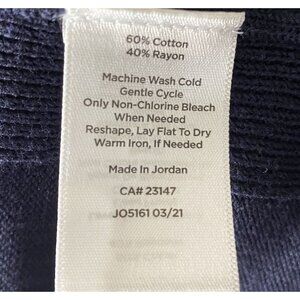 60% Cotton
40% Rayon
Machine Wash Cold
Gentle Cycle
Only Non-Chlorine Bleach
When Needed
Reshape, Lay Flat To Dry
Warm Iron, If Needed
Made In Jordan
CA# 23147
JO5161 03/21